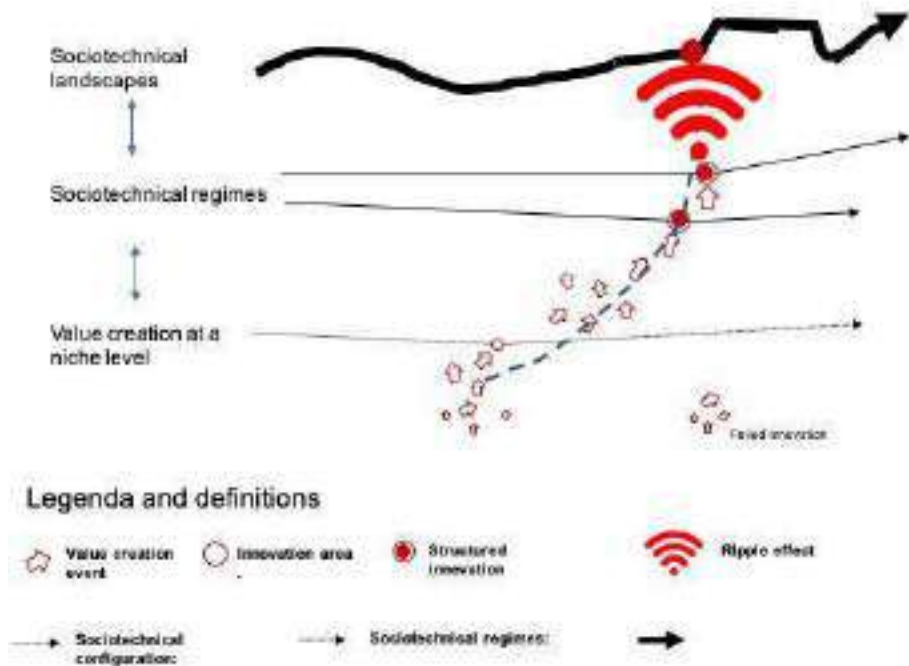 Sociotechnical
landscapes
Sociotechnical regimes
Value creation at a
niche level
Failed innovation
Legenda and definitions
Value creation
event
Innovation area
.
Structured
innovation
Ripple effect
Sociotechnical
configuration:
Sosiotechnical regimes: